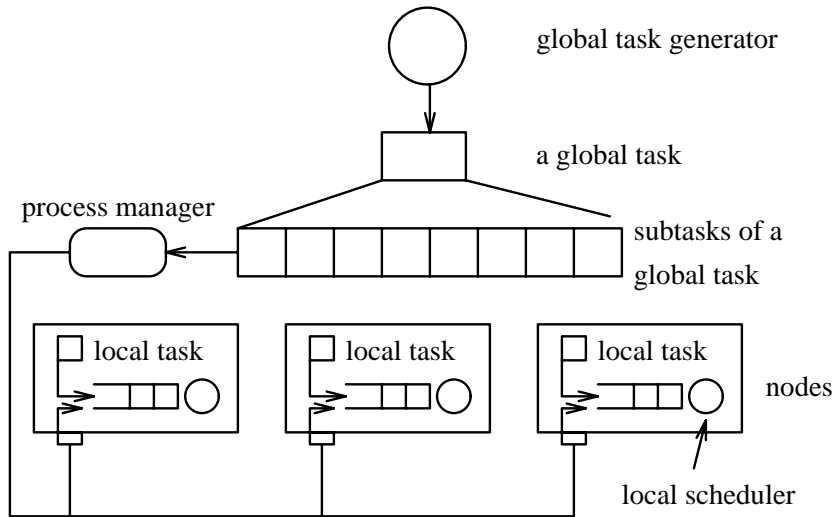 global task generator
a global task
process manager
subtasks of a
global task
local task
local task
local task
nodes
local scheduler